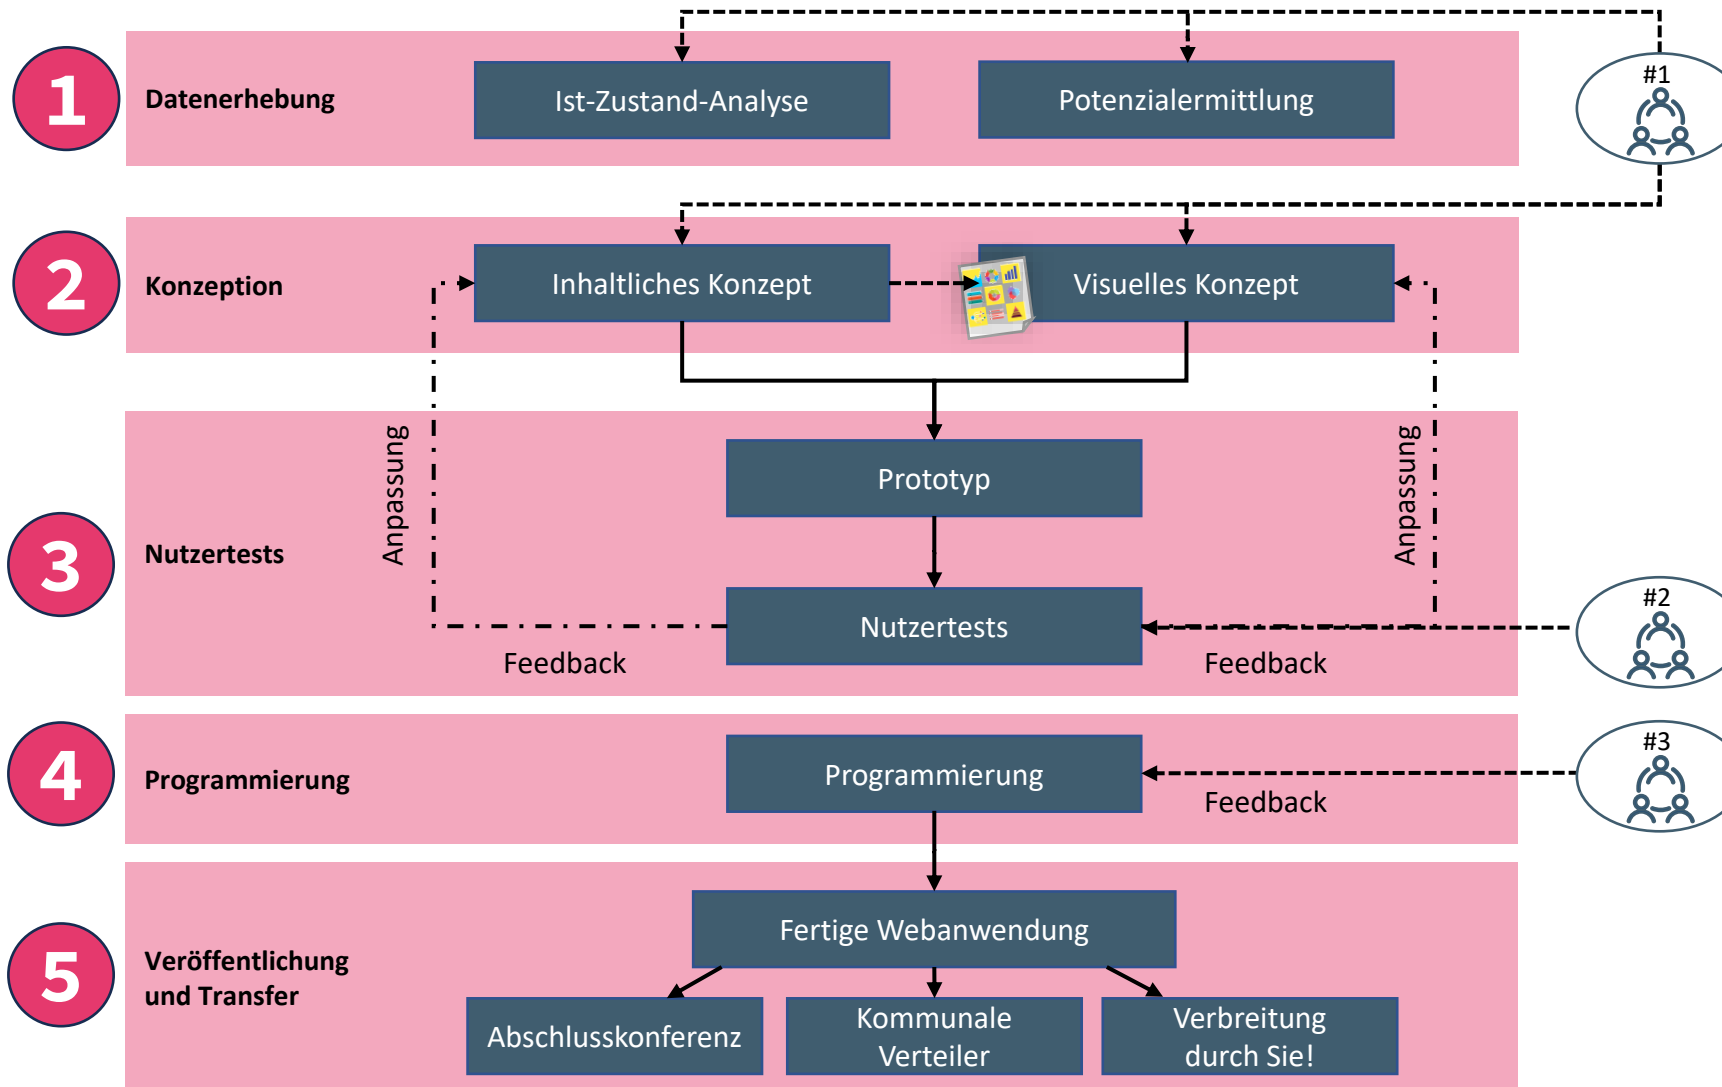 #1
1
Datenerhebung
Ist-Zustand-Analyse
Potenzialermittlung
2
Konzeption
Inhaltliches Konzept
Visuelles Konzept
3
Nutzertests
Anpassung
Anpassung
Prototyp
Nutzertests
Feedback
Feedback
#2
4
Programmierung
Programmierung
Feedback
#3
5
Veröffentlichung
und Transfer
Fertige Webanwendung
Abschlusskonferenz
Kommunale
Verteiler
Verbreitung
durch Sie!